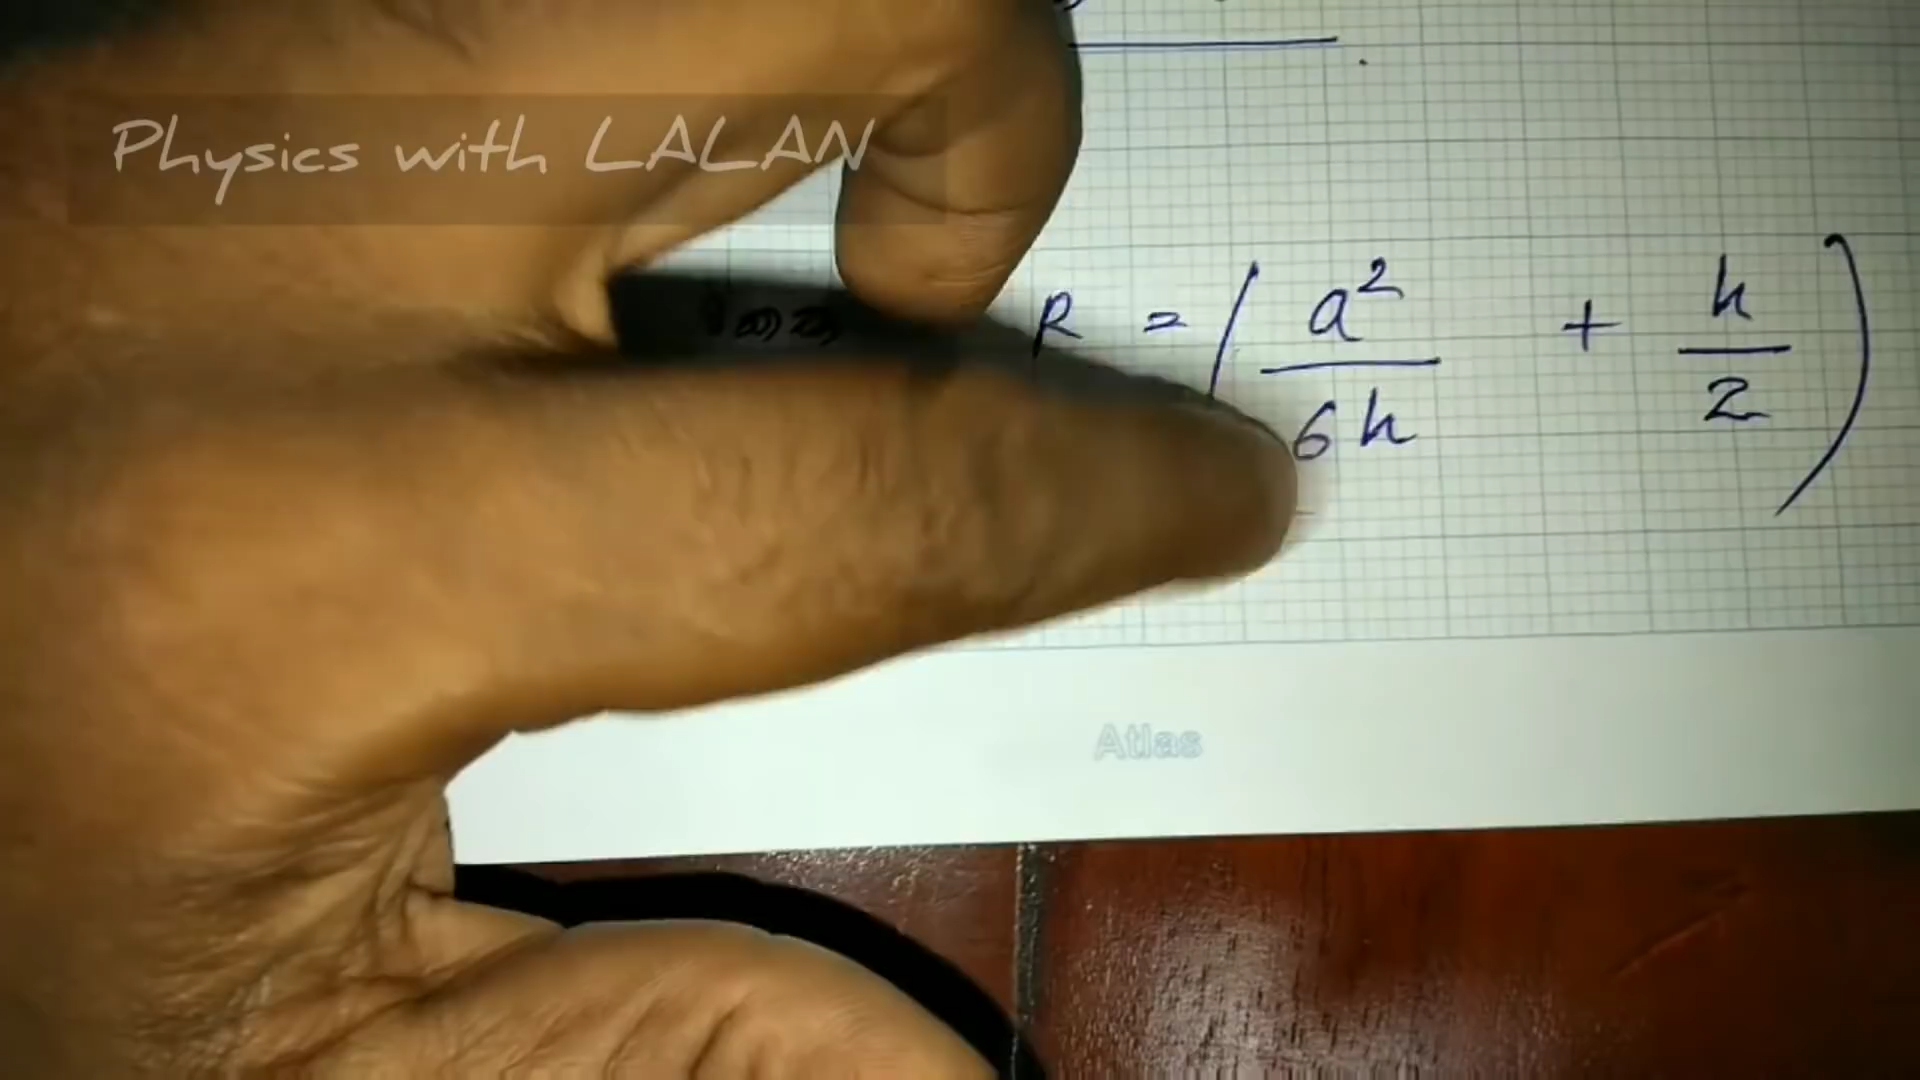 Physics with LALAN
R = ( a² / 6h + h / 2 )
Atlas